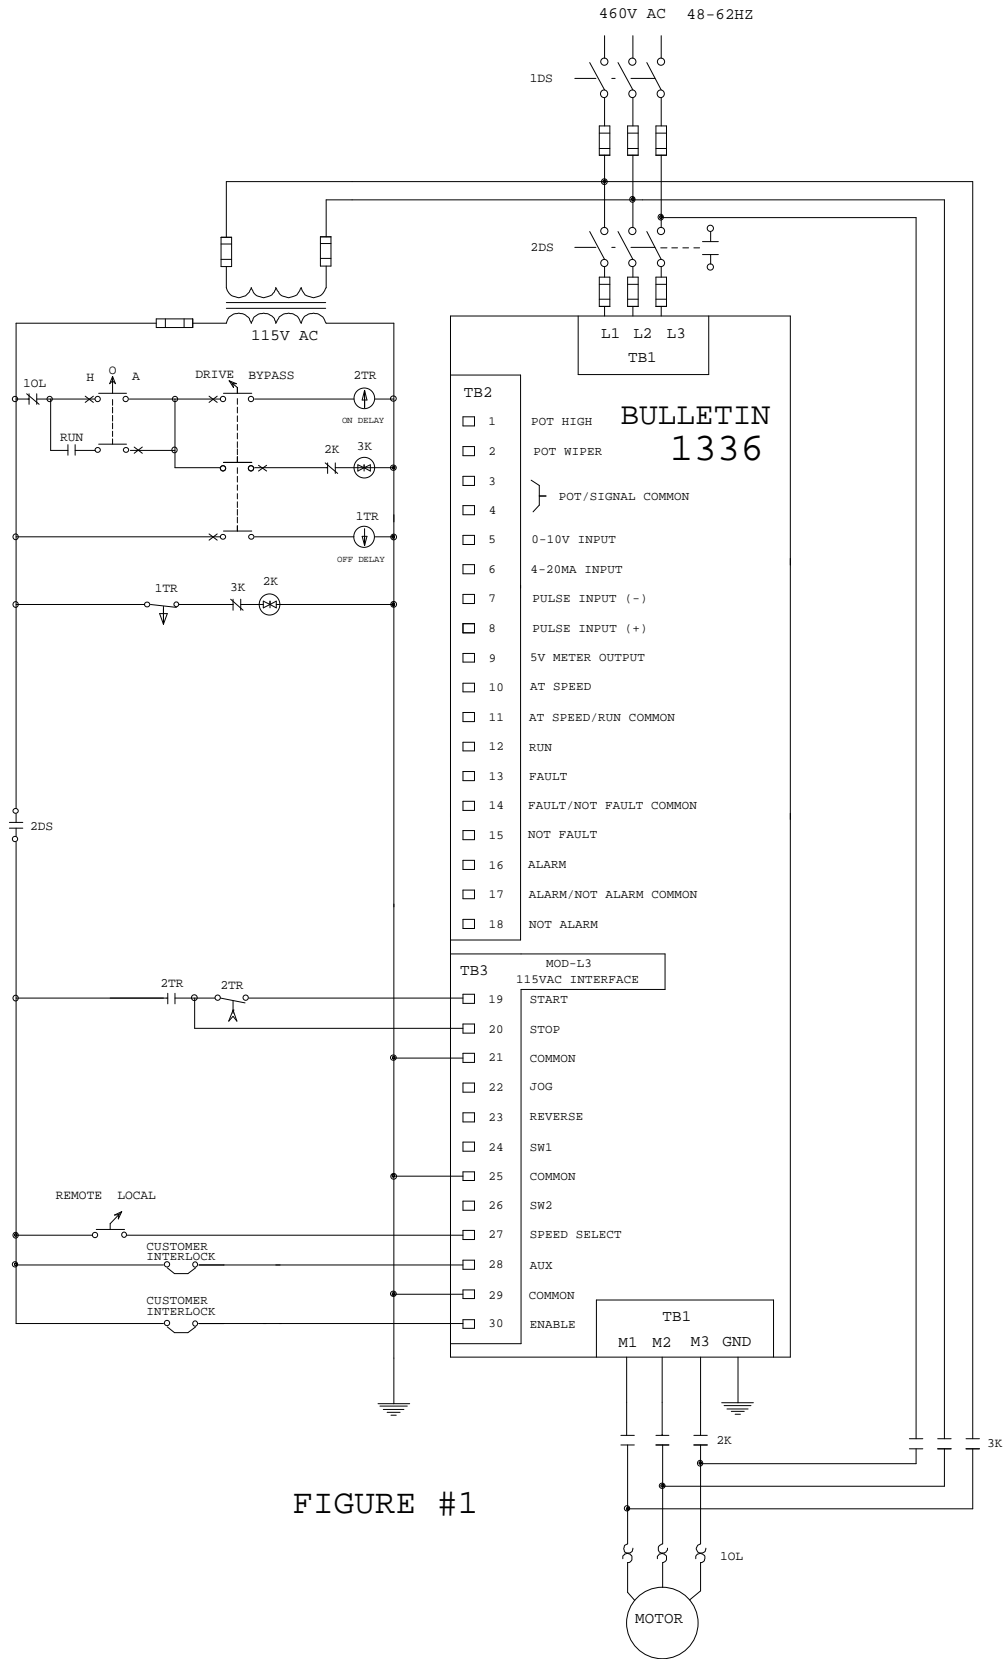 460V AC 48-62HZ
1DS
2DS
115V AC
L1 L2 L3
TB1
1OL
H O A
DRIVE BYPASS
2TR
ON DELAY
RUN
2K
3K
1TR
OFF DELAY
1TR
3K
2K
TB2
BULLETIN
1336
1 POT HIGH
2 POT WIPER
3
POT/SIGNAL COMMON
4
5 0-10V INPUT
6 4-20MA INPUT
7 PULSE INPUT (-)
8 PULSE INPUT (+)
9 5V METER OUTPUT
10 AT SPEED
11 AT SPEED/RUN COMMON
12 RUN
13 FAULT
14 FAULT/NOT FAULT COMMON
15 NOT FAULT
16 ALARM
17 ALARM/NOT ALARM COMMON
18 NOT ALARM
2DS
TB3
MOD-L3
115VAC INTERFACE
2TR
2TR
19 START
20 STOP
21 COMMON
22 JOG
23 REVERSE
24 SW1
25 COMMON
26 SW2
REMOTE LOCAL
27 SPEED SELECT
CUSTOMER
INTERLOCK
28 AUX
29 COMMON
CUSTOMER
INTERLOCK
30 ENABLE
TB1
M1 M2 M3 GND
2K
3K
FIGURE #1
1OL
MOTOR